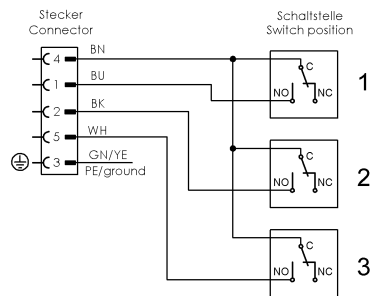 Stecker
Connector
Schaltstelle
Switch position
4 BN
1 BU
2 BK
5 WH
3 GN/YE
PE/ground
C
NO NC
1
C
NO NC
2
C
NO NC
3